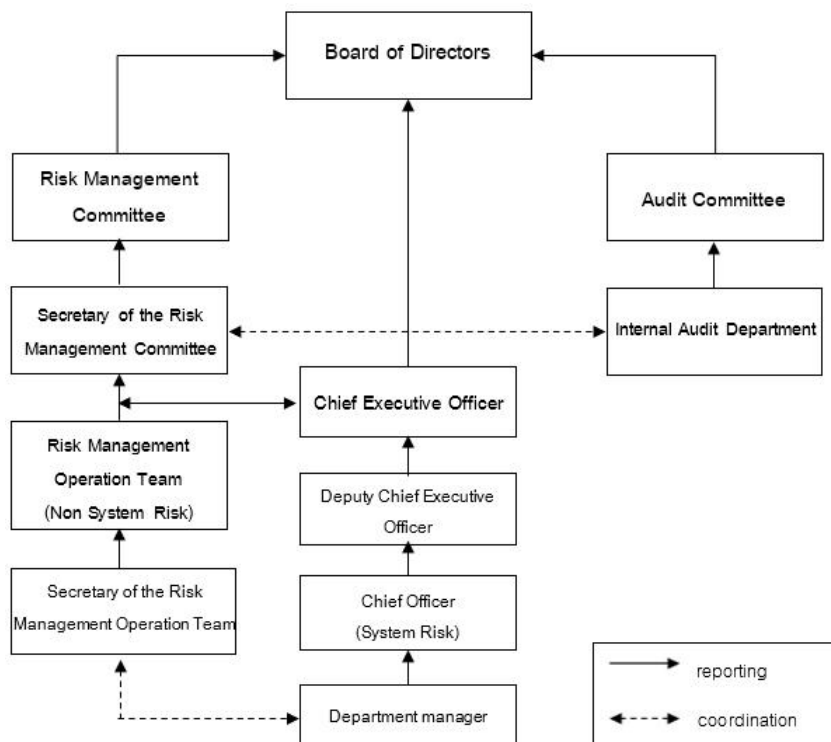 Board of Directors
Risk Management
Committee
Audit Committee
Secretary of the Risk
Management Committee
Internal Audit Department
Chief Executive Officer
Risk Management
Operation Team
(Non System Risk)
Deputy Chief Executive
Officer
Secretary of the Risk
Management Operation Team
Chief Officer
(System Risk)
Department manager
reporting
coordination